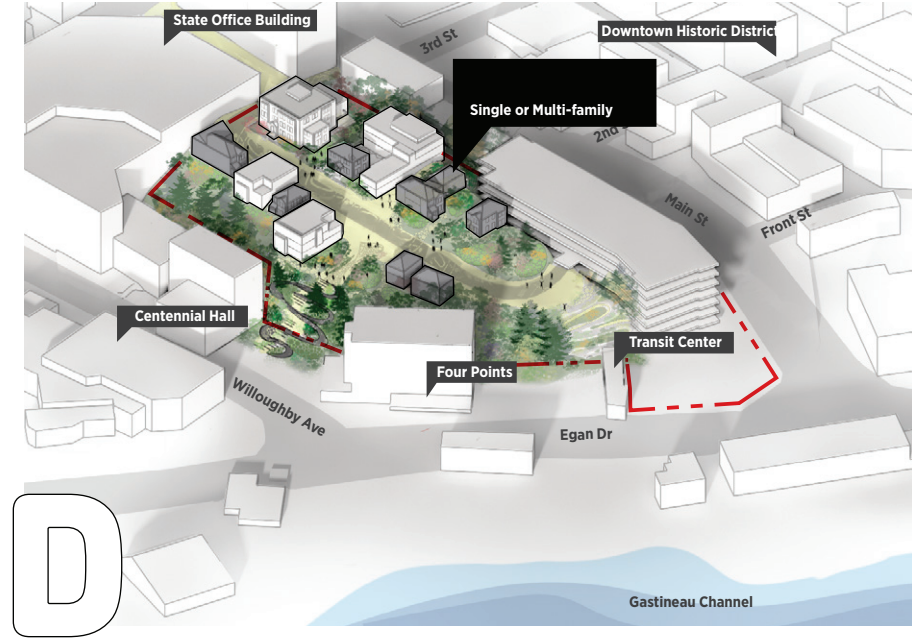 State Office Building
3rd St
Downtown Historic District
Single or Multi-family
2nd
Main St
Front St
Centennial Hall
Transit Center
Four Points
Willoughby Ave
Egan Dr
D
Gastineau Channel